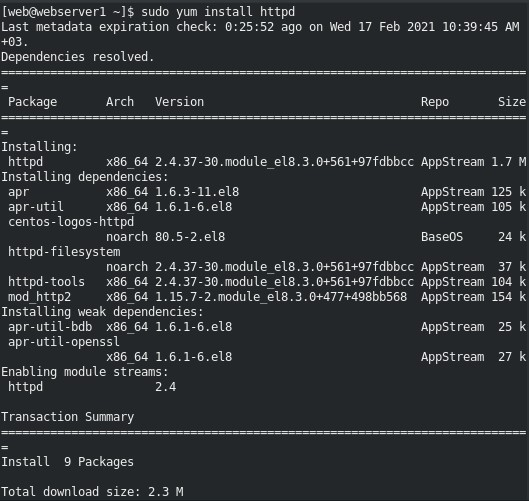 [web@webserver1 ~]$ sudo yum install httpd
Last metadata expiration check: 0:25:52 ago on Wed 17 Feb 2021 10:39:45 AM
+03.
Dependencies resolved.
===========================================================================
=
 Package       Arch   Version                               Repo       Size
===========================================================================
=
Installing:
 httpd         x86_64 2.4.37-30.module_el8.3.0+561+97fdbbcc AppStream 1.7 M
Installing dependencies:
 apr           x86_64 1.6.3-11.el8                          AppStream 125 k
 apr-util      x86_64 1.6.1-6.el8                           AppStream 105 k
 centos-logos-httpd
               noarch 80.5-2.el8                            BaseOS     24 k
 httpd-filesystem
               noarch 2.4.37-30.module_el8.3.0+561+97fdbbcc AppStream  37 k
 httpd-tools   x86_64 2.4.37-30.module_el8.3.0+561+97fdbbcc AppStream 104 k
 mod_http2     x86_64 1.15.7-2.module_el8.3.0+477+498bb568  AppStream 154 k
Installing weak dependencies:
 apr-util-bdb  x86_64 1.6.1-6.el8                           AppStream  25 k
 apr-util-openssl
               x86_64 1.6.1-6.el8                           AppStream  27 k
Enabling module streams:
 httpd                2.4

Transaction Summary
===========================================================================
=
Install  9 Packages

Total download size: 2.3 M